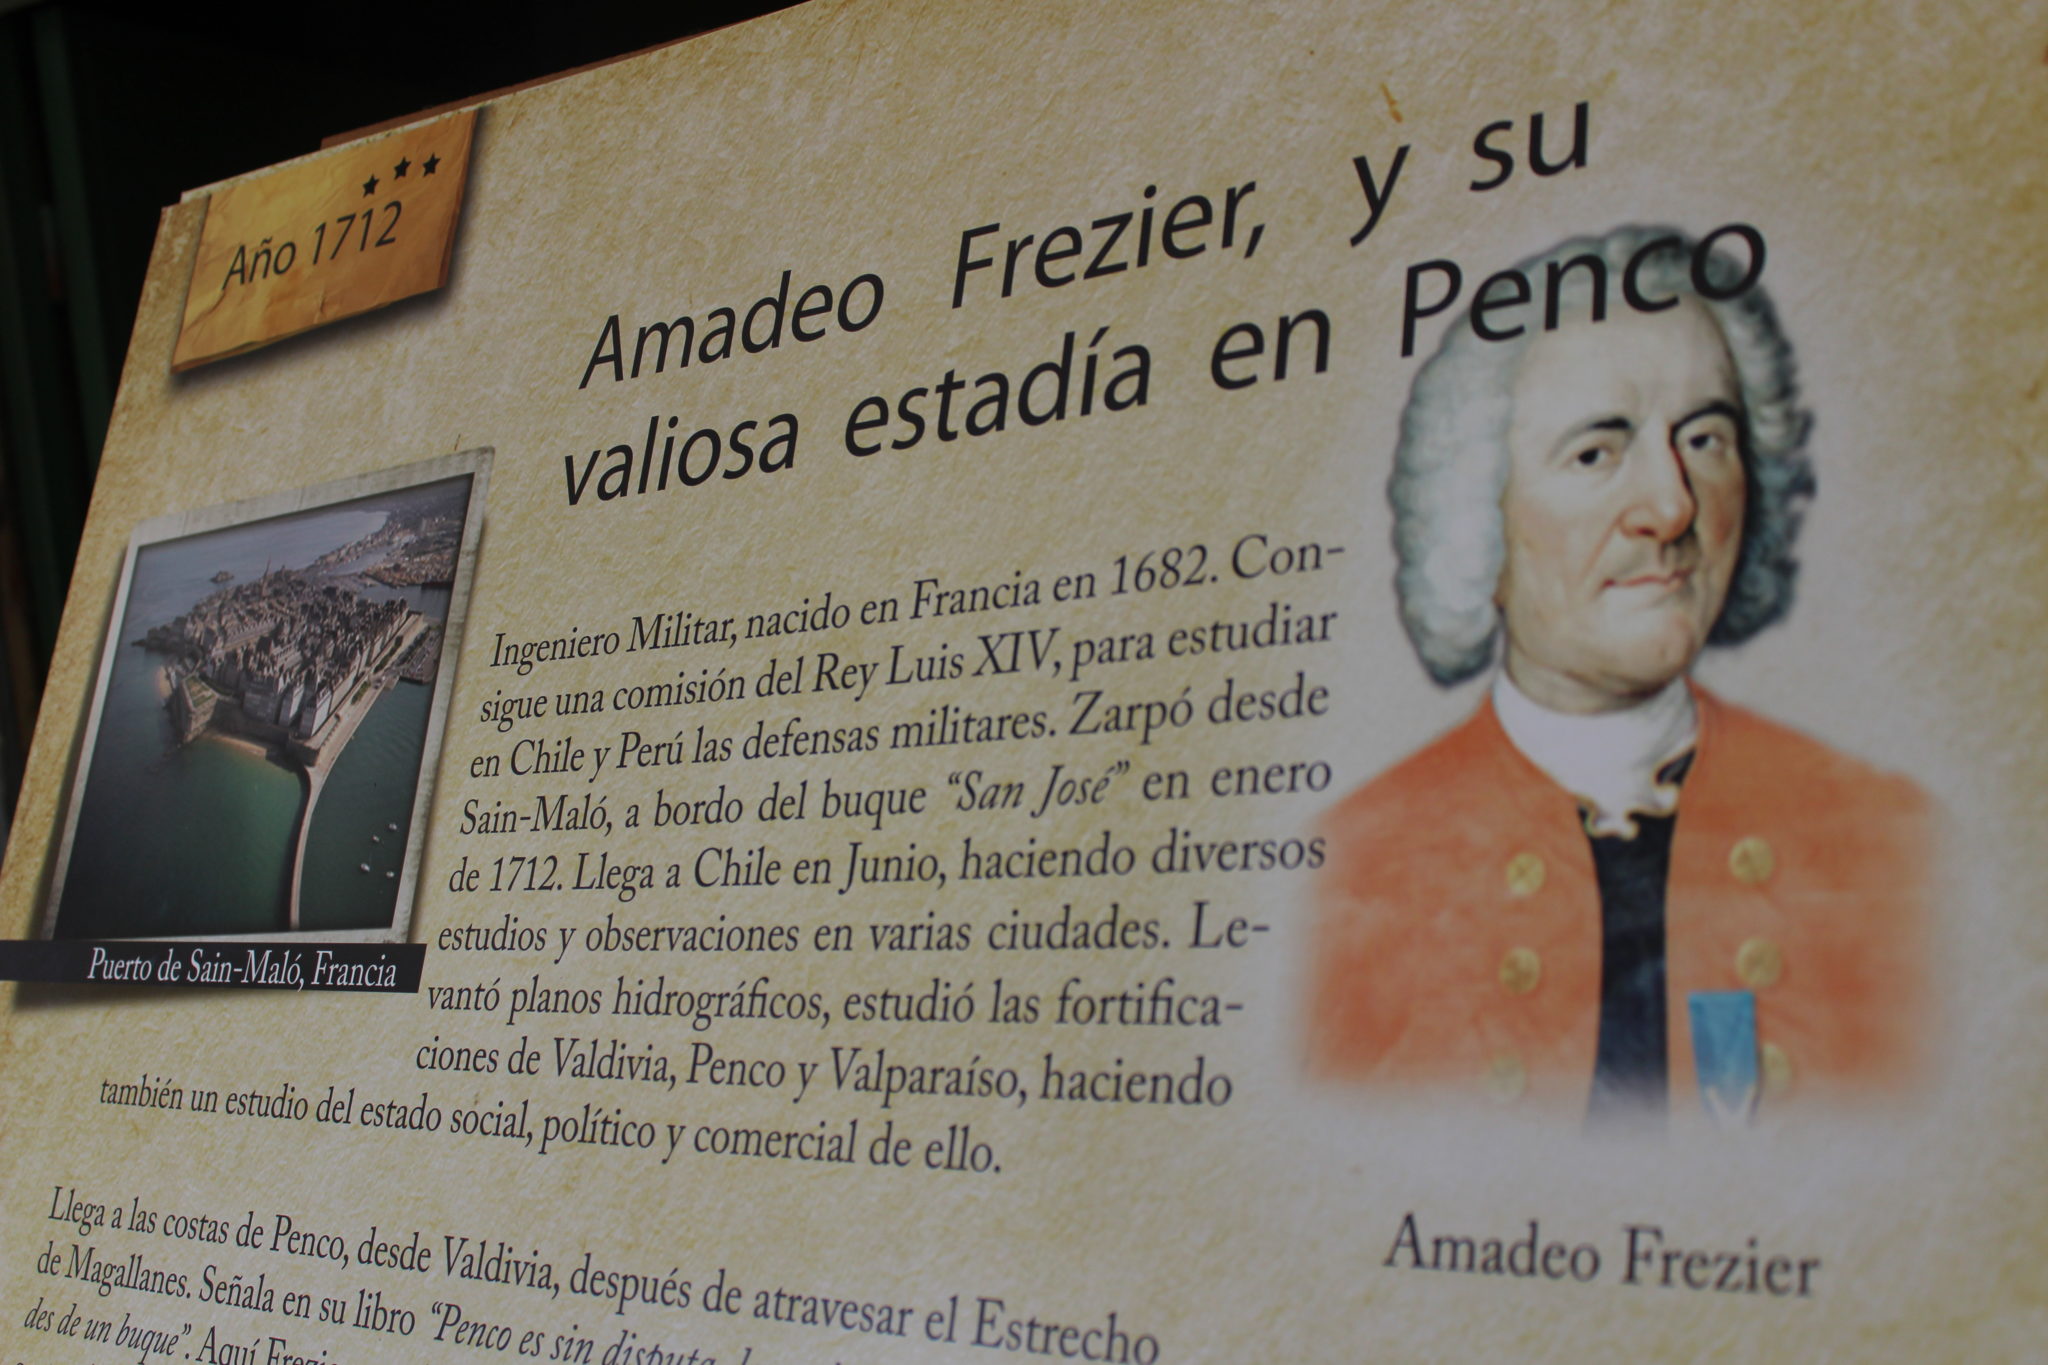 Año 1712
Amadeo Frezier, y su
valiosa estadía en Penco
Ingeniero Militar, nacido en Francia en 1682. Con-
sigue una comisión del Rey Luis XIV, para estudiar
en Chile y Perú las defensas militares. Zarpó desde
Sain-Maló, a bordo del buque “San José” en enero
de 1712. Llega a Chile en Junio, haciendo diversos
estudios y observaciones en varias ciudades. Le-
vantó planos hidrográficos, estudió las fortifica-
ciones de Valdivia, Penco y Valparaíso, haciendo
también un estudio del estado social, político y comercial de ello.
Puerto de Sain-Maló, Francia
Llega a las costas de Penco, desde Valdivia, después de atravesar el Estrecho
de Magallanes. Señala en su libro “Penco es sin disputa
des de un buque”. Aquí
Amadeo Frezier